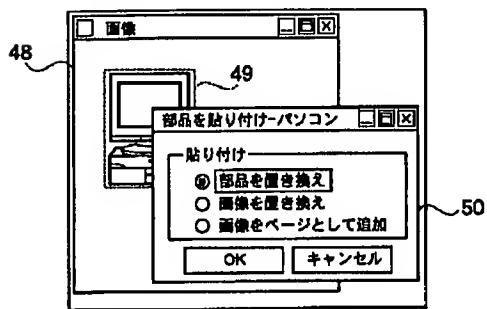 画像
48
49
部品を貼り付け-パソコン
貼り付け
部品を置き換え
画像を置き換え
画像をページとして追加
50
OK キャンセル